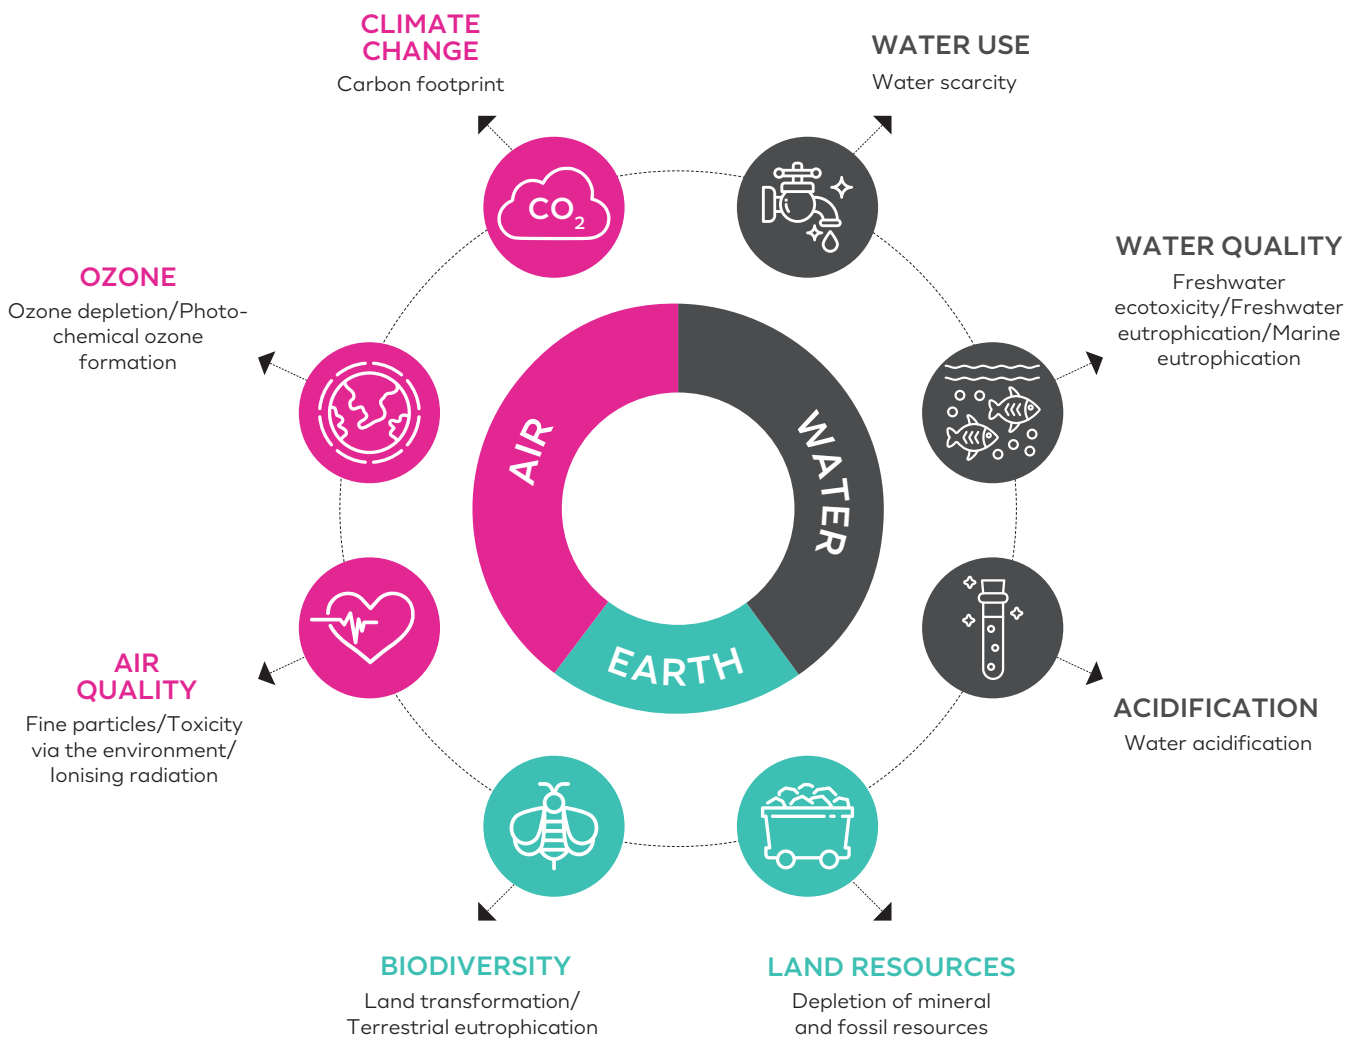 CLIMATE
CHANGE
Carbon footprint
WATER USE
Water scarcity
CO2
OZONE
Ozone depletion/Photo-
chemical ozone
formation
WATER QUALITY
Freshwater
ecotoxicity/Freshwater
eutrophication/Marine
eutrophication
AIR
WATER
EARTH
AIR
QUALITY
Fine particles/Toxicity
via the environment/
Ionising radiation
ACIDIFICATION
Water acidification
BIODIVERSITY
Land transformation/
Terrestrial eutrophication
LAND RESOURCES
Depletion of mineral
and fossil resources